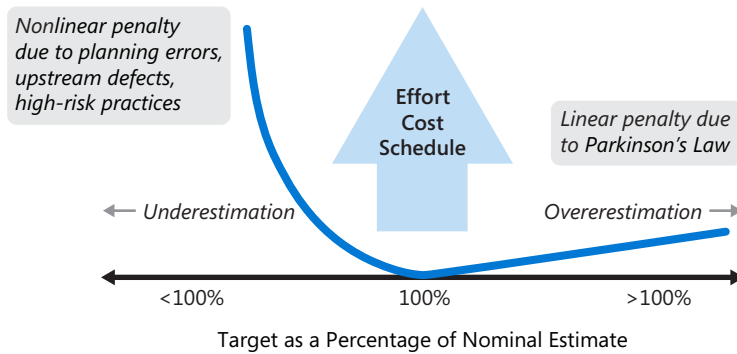 Nonlinear penalty
due to planning errors,
upstream defects,
high-risk practices
Effort
Cost
Schedule
Linear penalty due
to Parkinson's Law
Underestimation
Overerestimation
<100%
100%
>100%
Target as a Percentage of Nominal Estimate